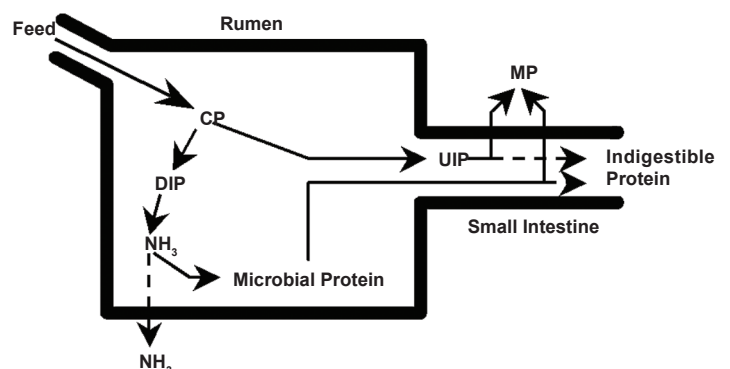 Rumen
Feed
MP
CP
UIP
Indigestible
Protein
DIP
Small Intestine
NH₃
Microbial Protein
NH₃